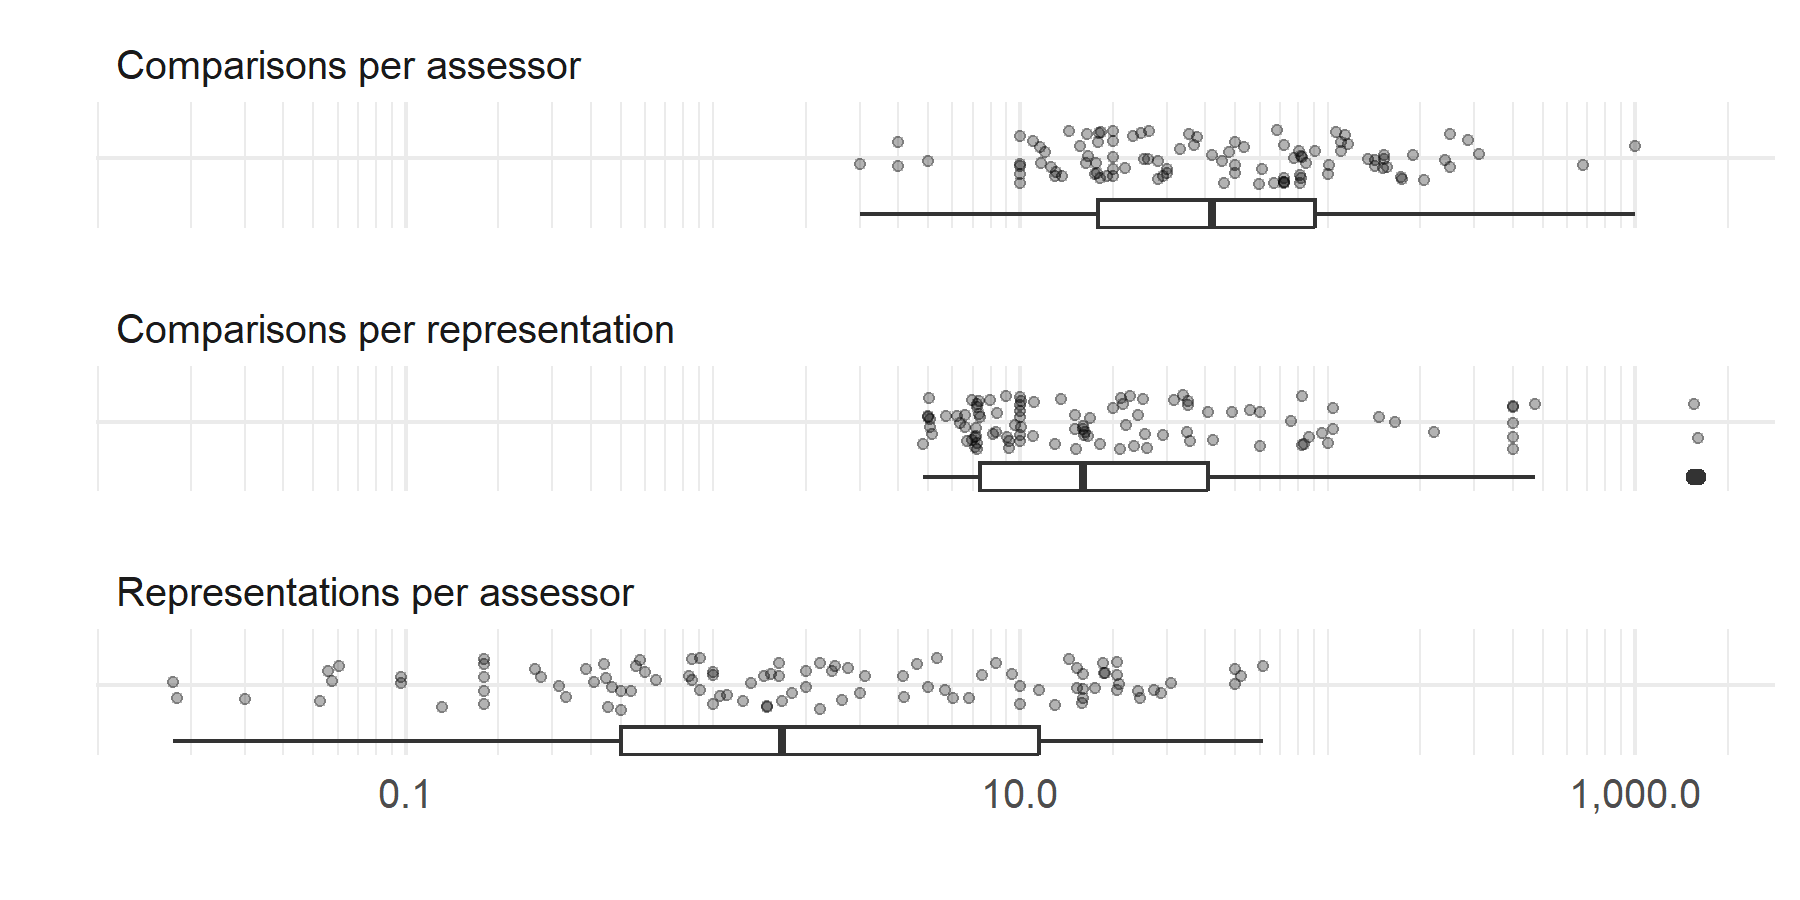 Comparisons per assessor
Comparisons per representation
Representations per assessor
0.1 10.0 1,000.0